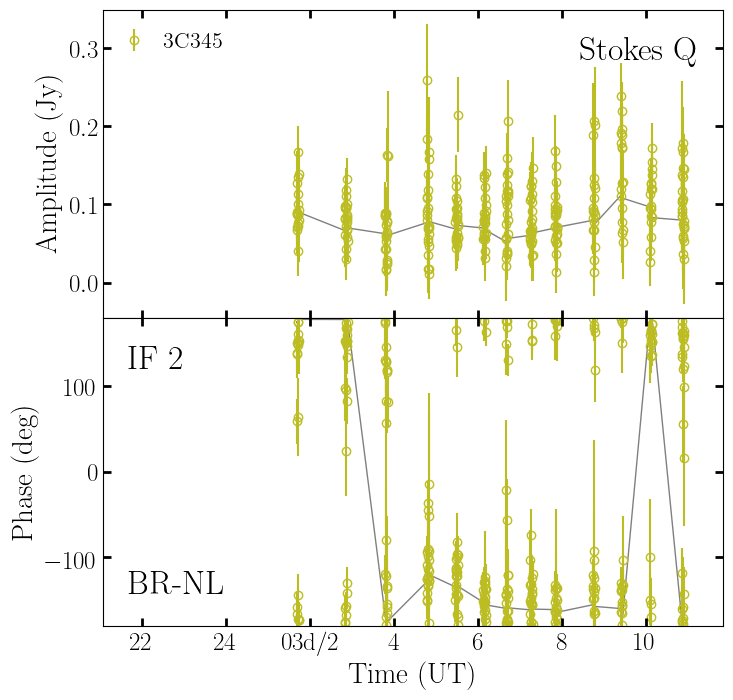 3C345
Stokes Q
Amplitude (Jy)
0.3
0.2
0.1
0.0
IF 2
BR-NL
Phase (deg)
100
0
−100
22 24 03d/2 4 6 8 10
Time (UT)